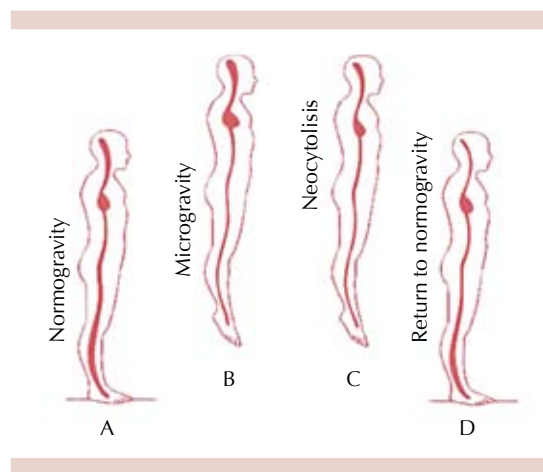 Normogravity
A
Microgravity
B
Neocytolisis
C
Return to normogravity
D